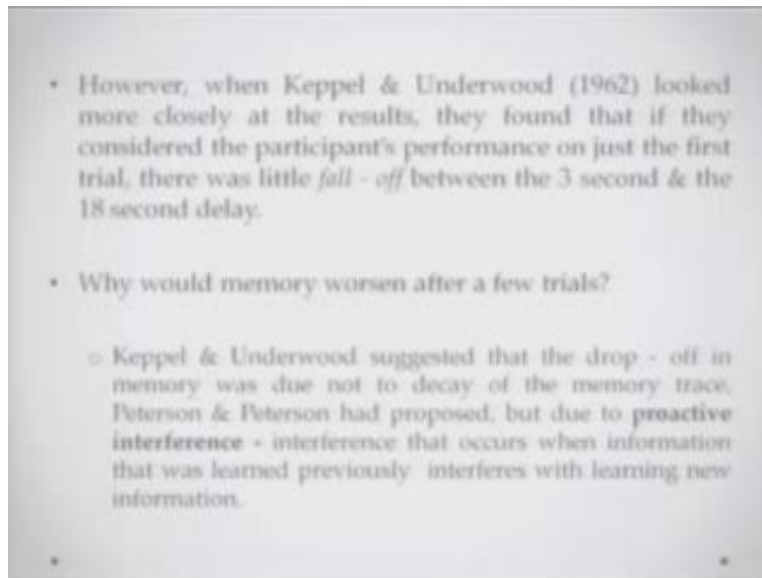 • However, when Keppel & Underwood (1962) looked
more closely at the results, they found that if they
considered the participant's performance on just the first
trial, there was little fall - off between the 3 second & the
18 second delay.
• Why would memory worsen after a few trials?
o Keppel & Underwood suggested that the drop - off in
memory was due not to decay of the memory trace,
Peterson & Peterson had proposed, but due to proactive
interference - interference that occurs when information
that was learned previously interferes with learning new
information.